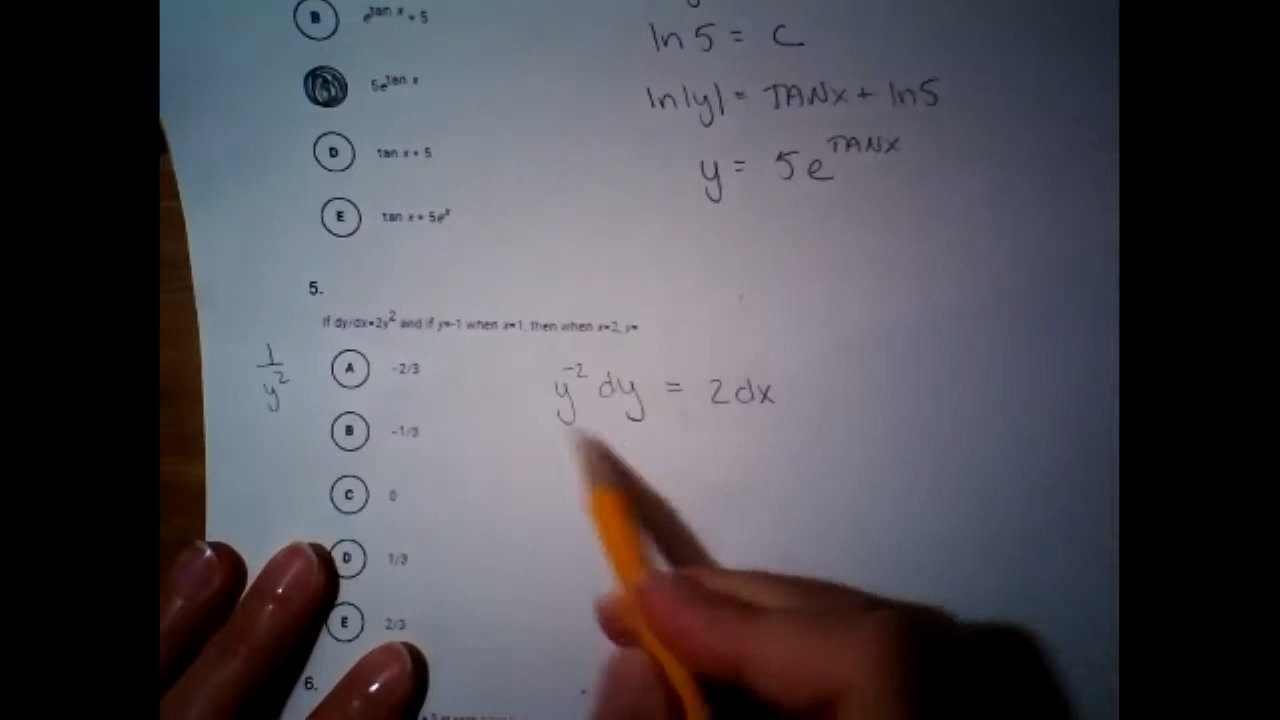 B e^tan x + 5
5e^tan x
D tan x + 5
E tan x + 5e^x
ln 5 = C
ln|y| = TANX + ln5
y = 5e^TANX
5.
If dy/dx=2y^2 and if y=-1 when x=1, then when x=2, y=
1/y^2
A -2/3
B -1/3
C 0
D 1/3
E 2/3
y^-2 dy = 2dx
6.